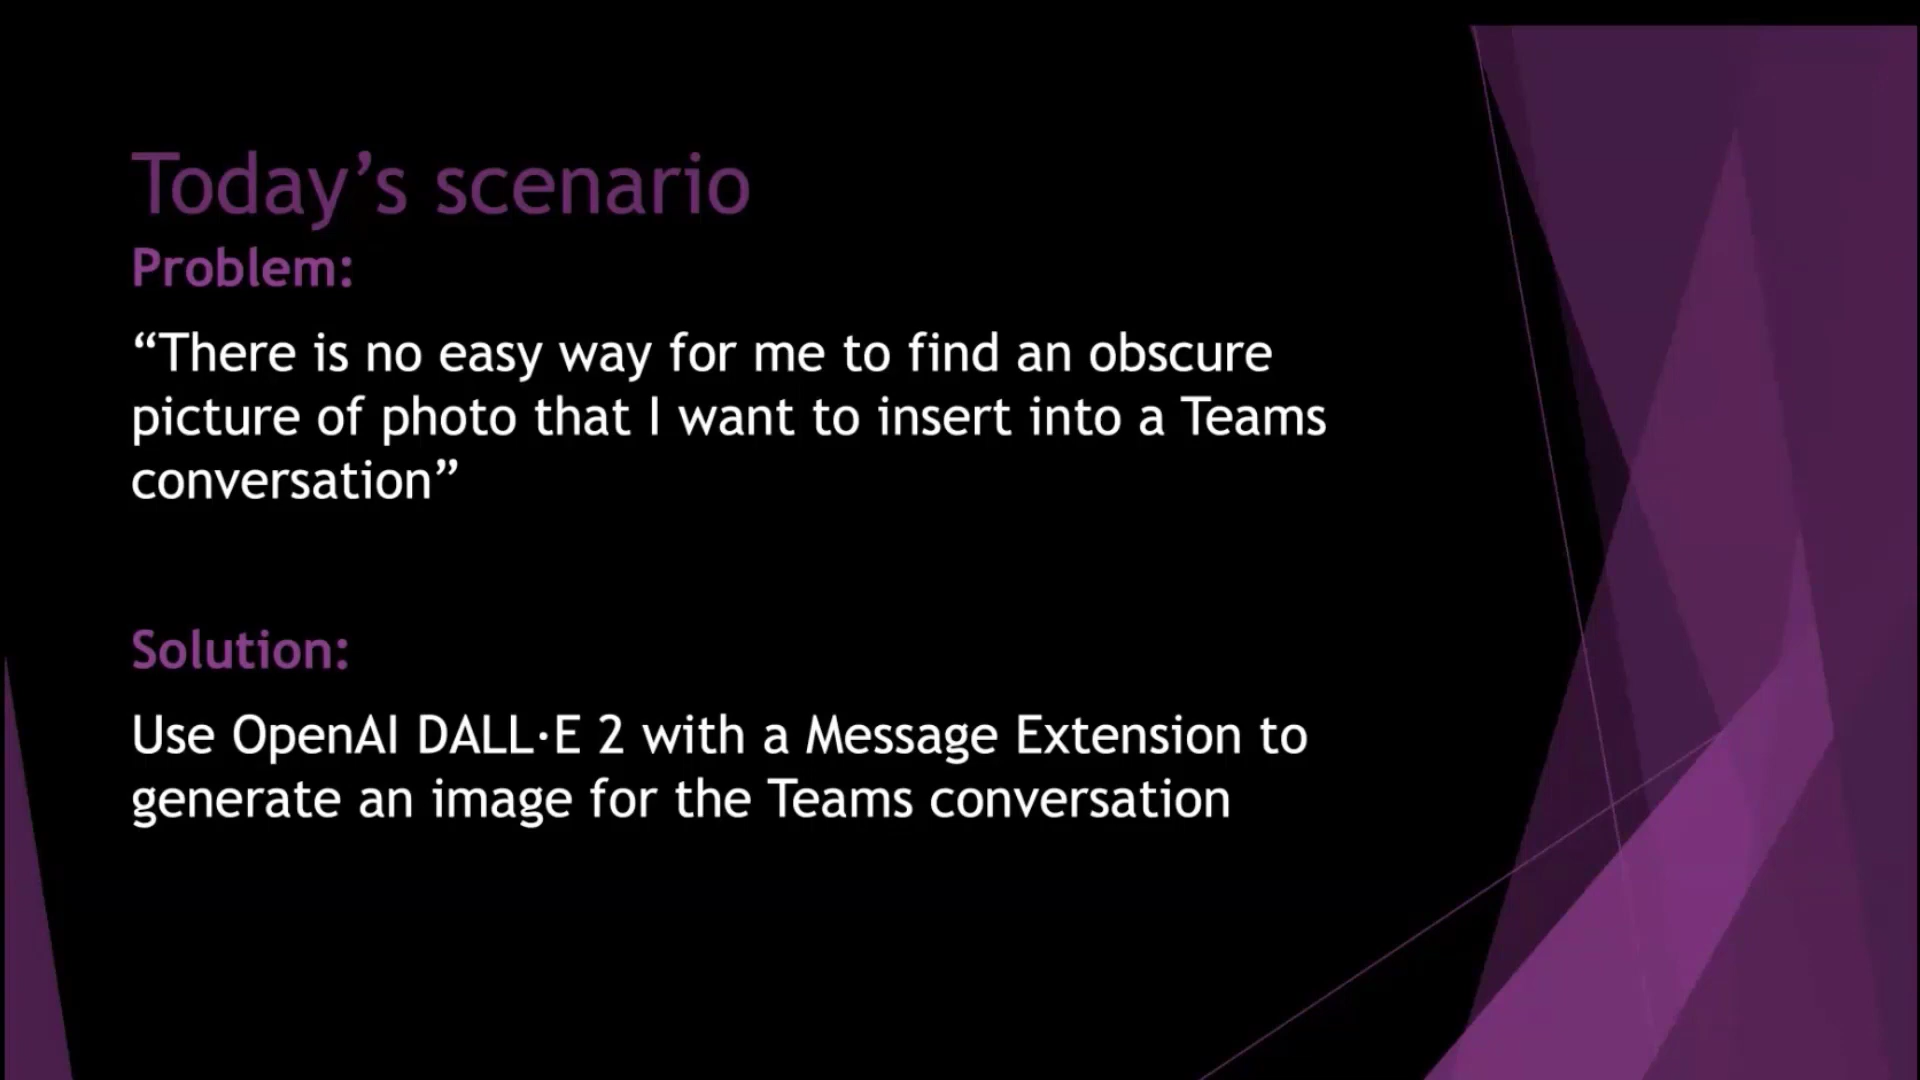 Today’s scenario
Problem:
“There is no easy way for me to find an obscure
picture of photo that I want to insert into a Teams
conversation”
Solution:
Use OpenAI DALL·E 2 with a Message Extension to
generate an image for the Teams conversation